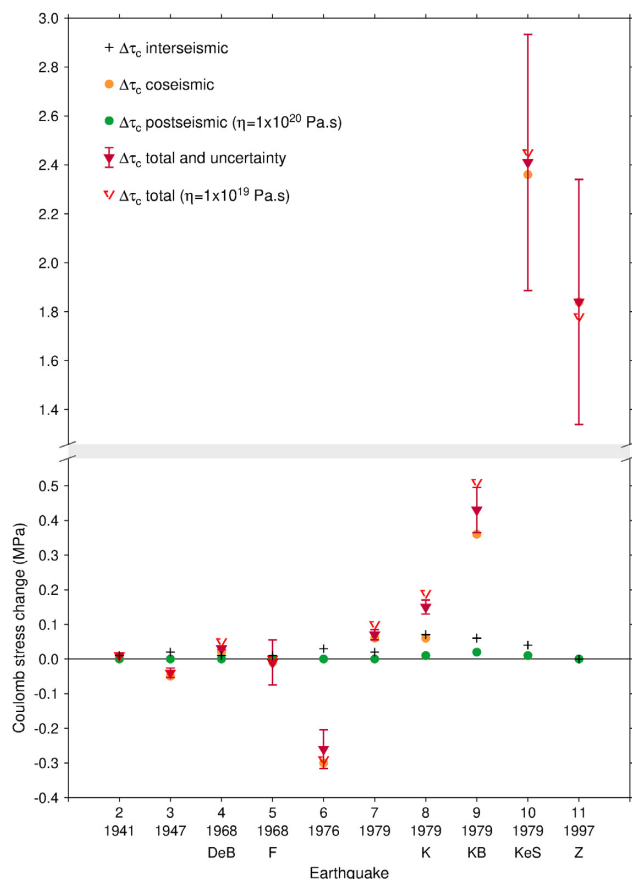 3.0
2.8
2.6
2.4
2.2
2.0
1.8
1.6
1.4
0.5
0.4
0.3
0.2
0.1
0.0
-0.1
-0.2
-0.3
-0.4
Coulomb stress change (MPa)
Δτc interseismic
Δτc coseismic
Δτc postseismic (η=1x10²⁰ Pa.s)
Δτc total and uncertainty
Δτc total (η=1x10¹⁹ Pa.s)
2 3 4 5 6 7 8 9 10 11
1941 1947 1968 1968 1976 1979 1979 1979 1979 1997
DeB F K KB KeS Z
Earthquake